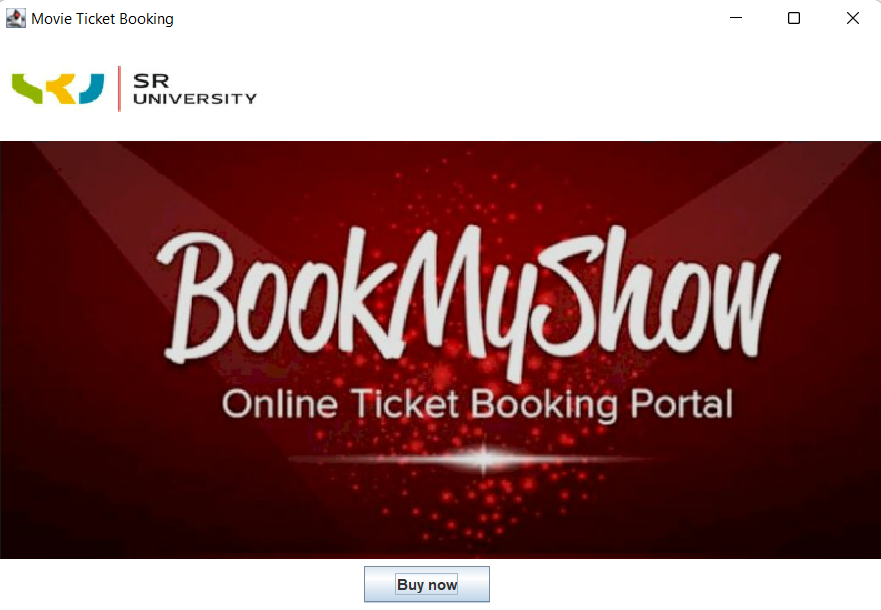 Movie Ticket Booking
SR
UNIVERSITY
BookMyShow
Online Ticket Booking Portal
Buy now